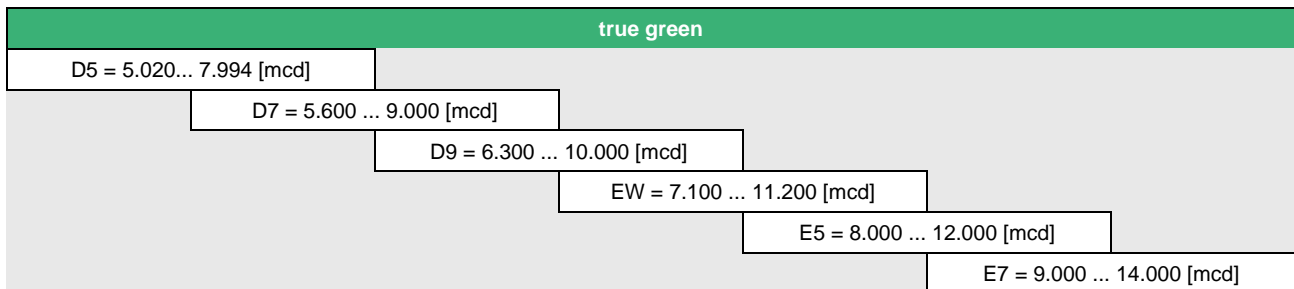 true green
D5 = 5.020... 7.994 [mcd]
D7 = 5.600 ... 9.000 [mcd]
D9 = 6.300 ... 10.000 [mcd]
EW = 7.100 ... 11.200 [mcd]
E5 = 8.000 ... 12.000 [mcd]
E7 = 9.000 ... 14.000 [mcd]